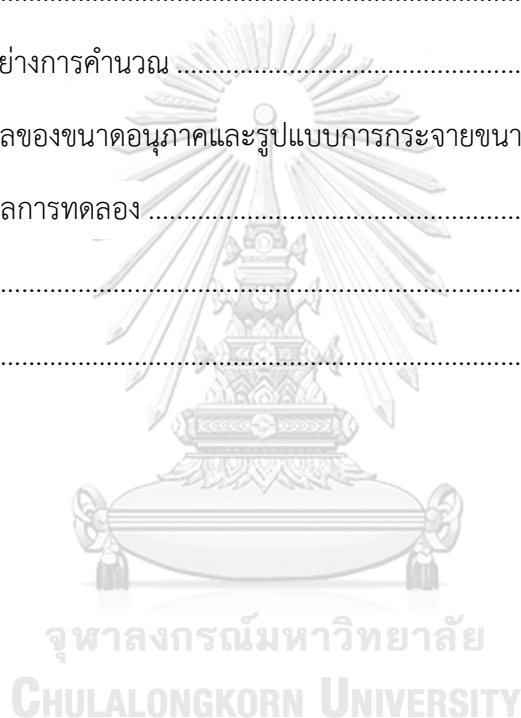 ................................................................
ย่างการคำนวณ ................................................
ลของขนาดอนุภาคและรูปแบบการกระจายขนา
ลการทดลอง ....................................................
................................................................
................................................................
จุฬาลงกรณ์มหาวิทยาลัย
CHULALONGKORN UNIVERSITY